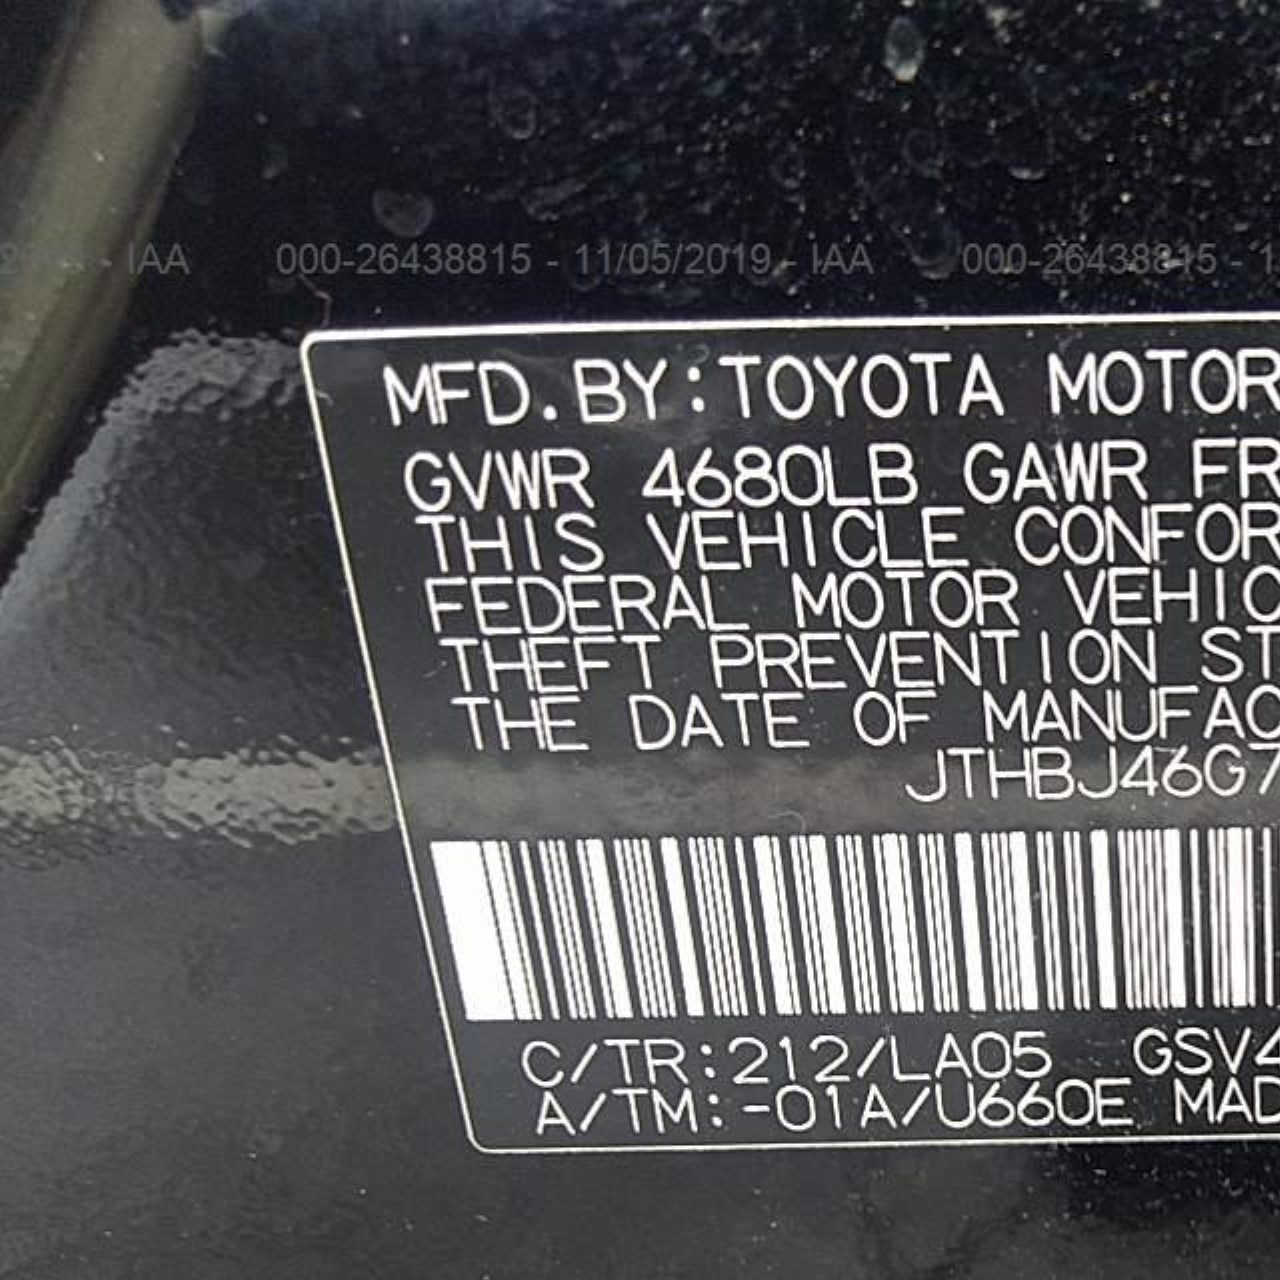 IAA 000-26438815 - 11/05/2019 - IAA 000-26438815 - 1
MFD. BY: TOYOTA MOTOR
GVWR 4680LB GAWR FR
THIS VEHICLE CONFOR
FEDERAL MOTOR VEHIC
THEFT PREVENTION ST
THE DATE OF MANUFAC
JTHBJ46G7
C/TR:212/LA05 GSV4
A/TM:-01A/U660E MAD